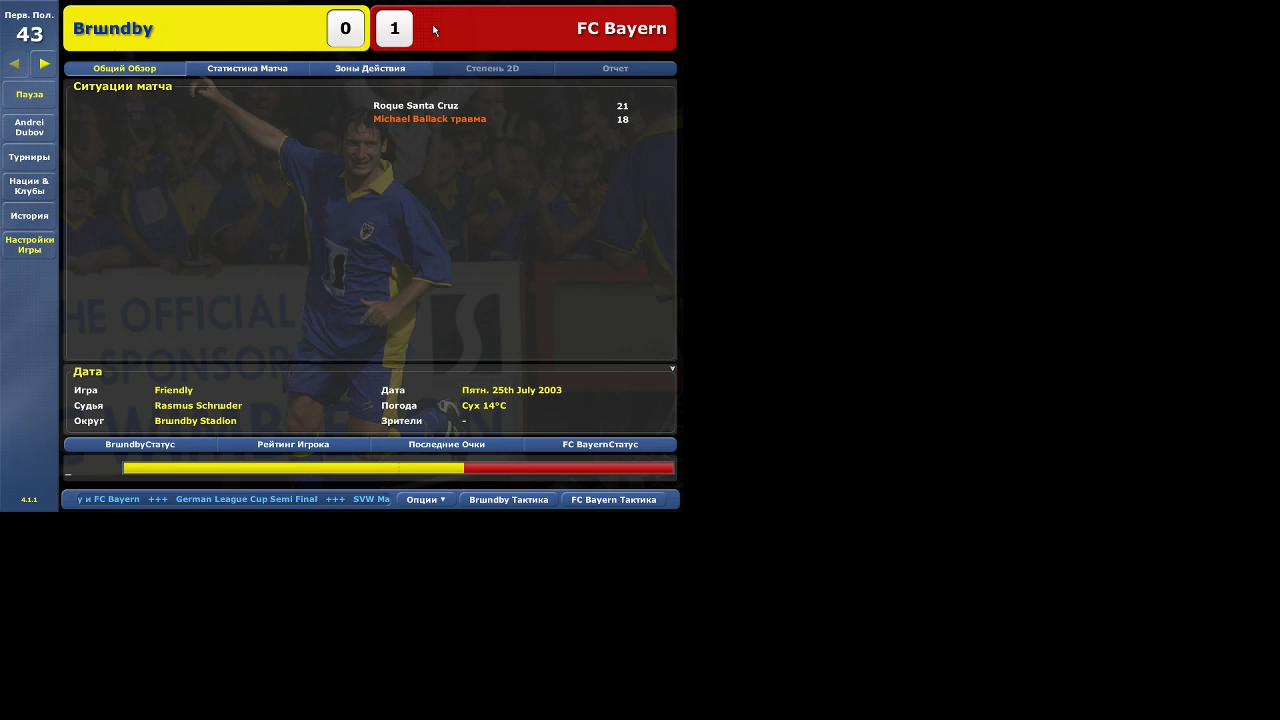 Перв. Пол.
43
Brшndby
0
1
FC Bayern
Общий Обзор
Статистика Матча
Зоны Действия
Степень 2D
Отчет
Пауза
Andrei
Dubov
Турниры
Нации &
Клубы
История
Настройки
Игры
4.1.1
Ситуации матча
Roque Santa Cruz 21
Michael Ballack травма 18
THE OFFICIAL
SPONSOR
Дата
Игра Friendly Дата Пятн. 25th July 2003
Судья Rasmus Schrшder Погода Сух 14°C
Округ Brшndby Stadion Зрители -
BrшndbyСтатус
Рейтинг Игрока
Последние Очки
FC BayernСтатус
у и FC Bayern +++ German League Cup Semi Final +++ SVW Ma
Опции ▼
Brшndby Тактика
FC Bayern Тактика